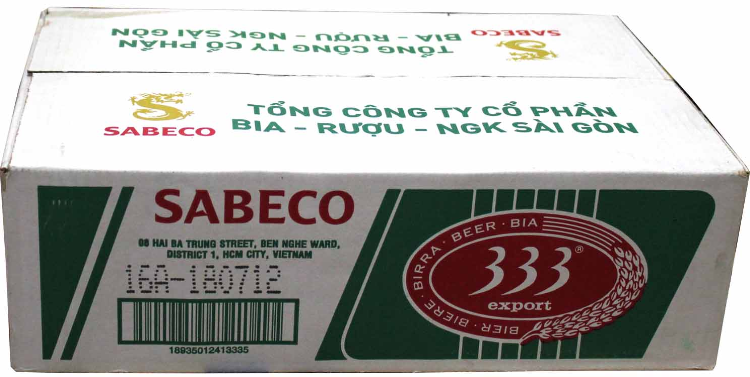 TỔNG CÔNG TY CỔ PHẦN
BIA - RƯỢU - NGK SÀI GÒN
SABECO
SABECO
TỔNG CÔNG TY CỔ PHẦN
BIA - RƯỢU - NGK SÀI GÒN
SABECO
06 HAI BA TRUNG STREET, BEN NGHE WARD,
DISTRICT 1, HCM CITY, VIETNAM
16A-180712
18935012413335
BIERE · BIRRA · BEER · BIA
333®
export
BIER · BIERE